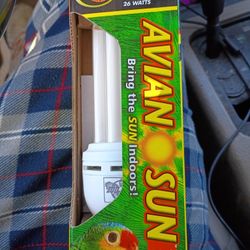 26 WATTS
AVIAN SUN
Bring the SUN Indoors!